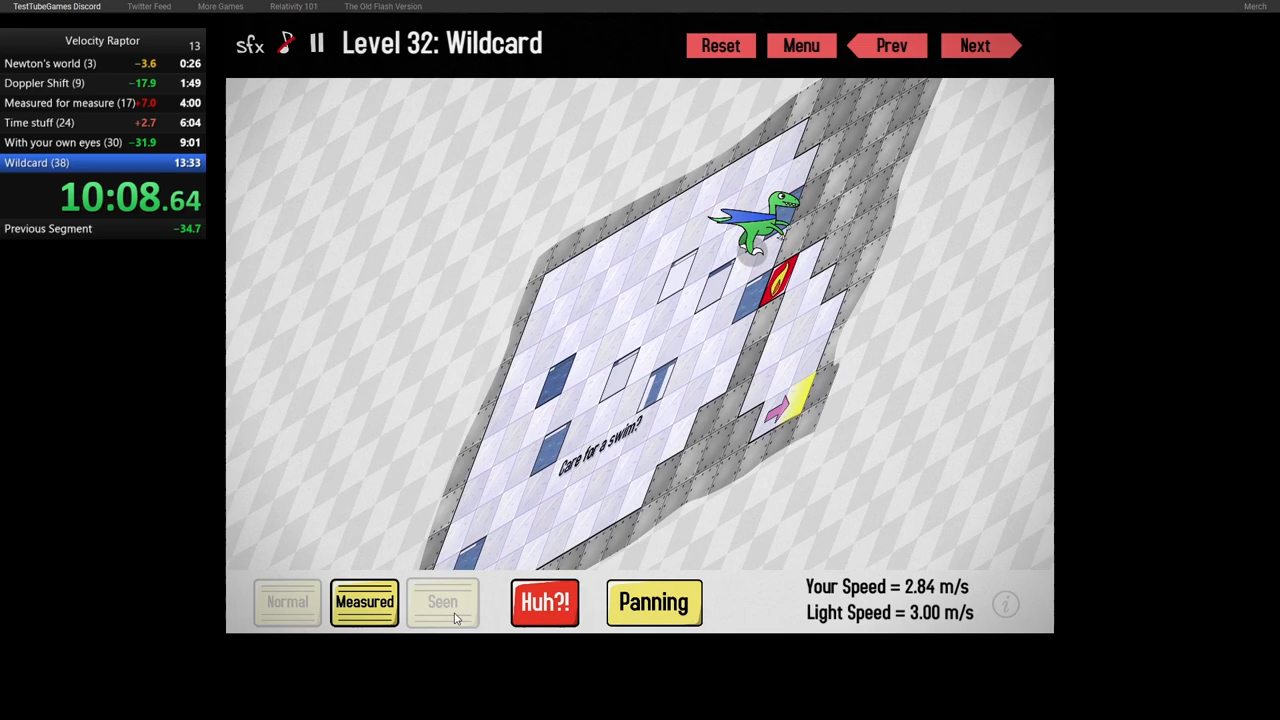 TestTubeGames Discord
Twitter Feed
More Games
Relativity 101
The Old Flash Version
Merch
Velocity Raptor
13
Newton's world (3) −3.6 0:26
Doppler Shift (9) −17.9 1:49
Measured for measure (17) +7.0 4:00
Time stuff (24) +2.7 6:04
With your own eyes (30) −31.9 9:01
Wildcard (38) 13:33
10:08.64
Previous Segment −34.7
sfx
Level 32: Wildcard
Reset
Menu
Prev
Next
Care for a swim?
Normal
Measured
Seen
Huh?!
Panning
Your Speed = 2.84 m/s
Light Speed = 3.00 m/s
i